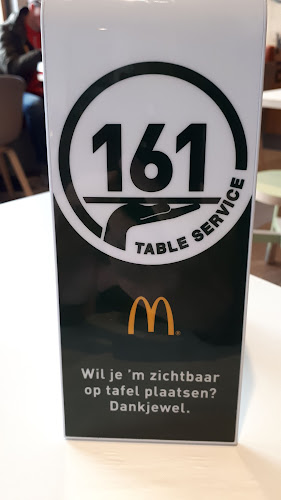 161
TABLE SERVICE
M
Wil je 'm zichtbaar
op tafel plaatsen?
Dankjewel.